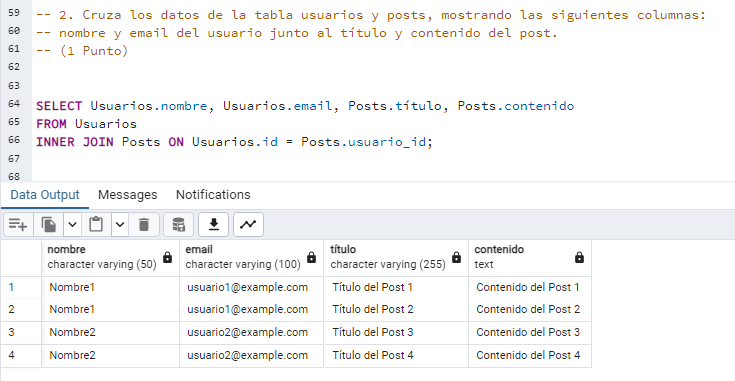 59 -- 2. Cruza los datos de la tabla usuarios y posts, mostrando las siguientes columnas:
60 -- nombre y email del usuario junto al título y contenido del post.
61 -- (1 Punto)
62
63
64 SELECT Usuarios.nombre, Usuarios.email, Posts.título, Posts.contenido
65 FROM Usuarios
66 INNER JOIN Posts ON Usuarios.id = Posts.usuario_id;
67
68
Data Output Messages Notifications
nombre email título contenido
character varying (50) character varying (100) character varying (255) text
1 Nombre1 usuario1@example.com Título del Post 1 Contenido del Post 1
2 Nombre1 usuario1@example.com Título del Post 2 Contenido del Post 2
3 Nombre2 usuario2@example.com Título del Post 3 Contenido del Post 3
4 Nombre2 usuario2@example.com Título del Post 4 Contenido del Post 4